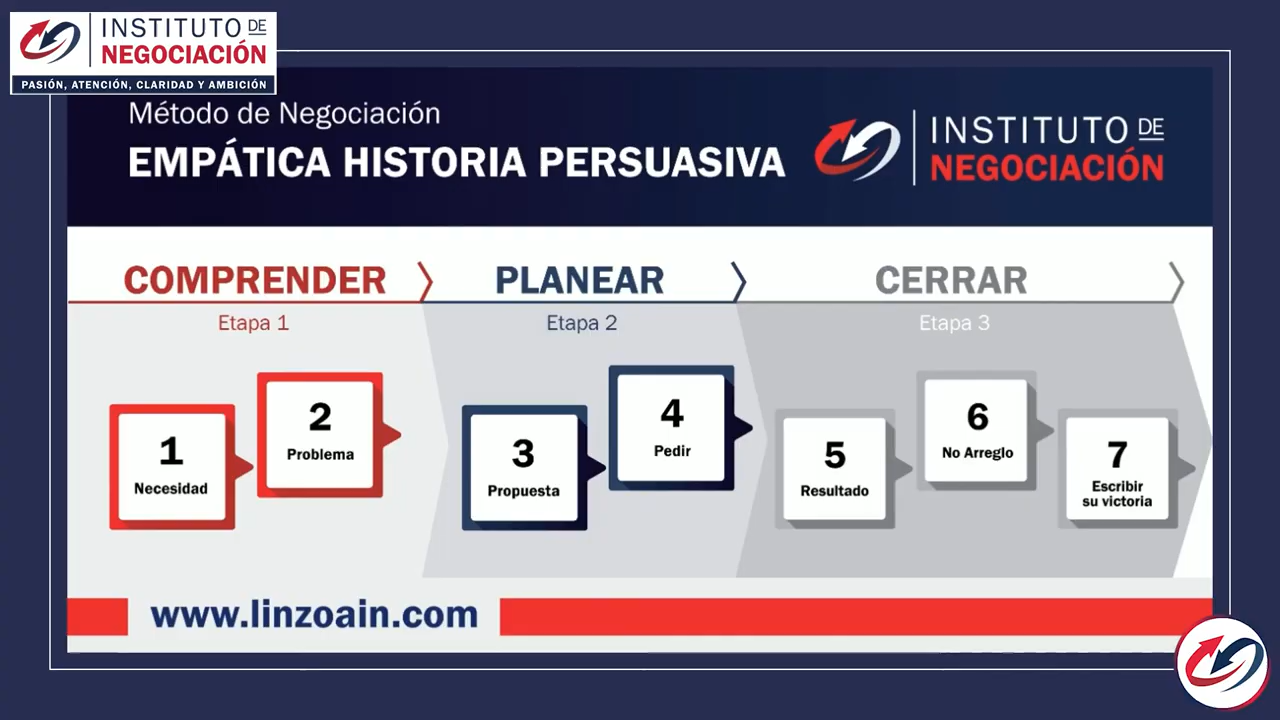 INSTITUTO DE
NEGOCIACIÓN
PASIÓN, ATENCIÓN, CLARIDAD Y AMBICIÓN
Método de Negociación
EMPÁTICA HISTORIA PERSUASIVA
INSTITUTO DE
NEGOCIACIÓN
COMPRENDER
Etapa 1
PLANEAR
Etapa 2
CERRAR
Etapa 3
1
Necesidad
2
Problema
3
Propuesta
4
Pedir
5
Resultado
6
No Arreglo
7
Escribir
su victoria
www.linzoain.com